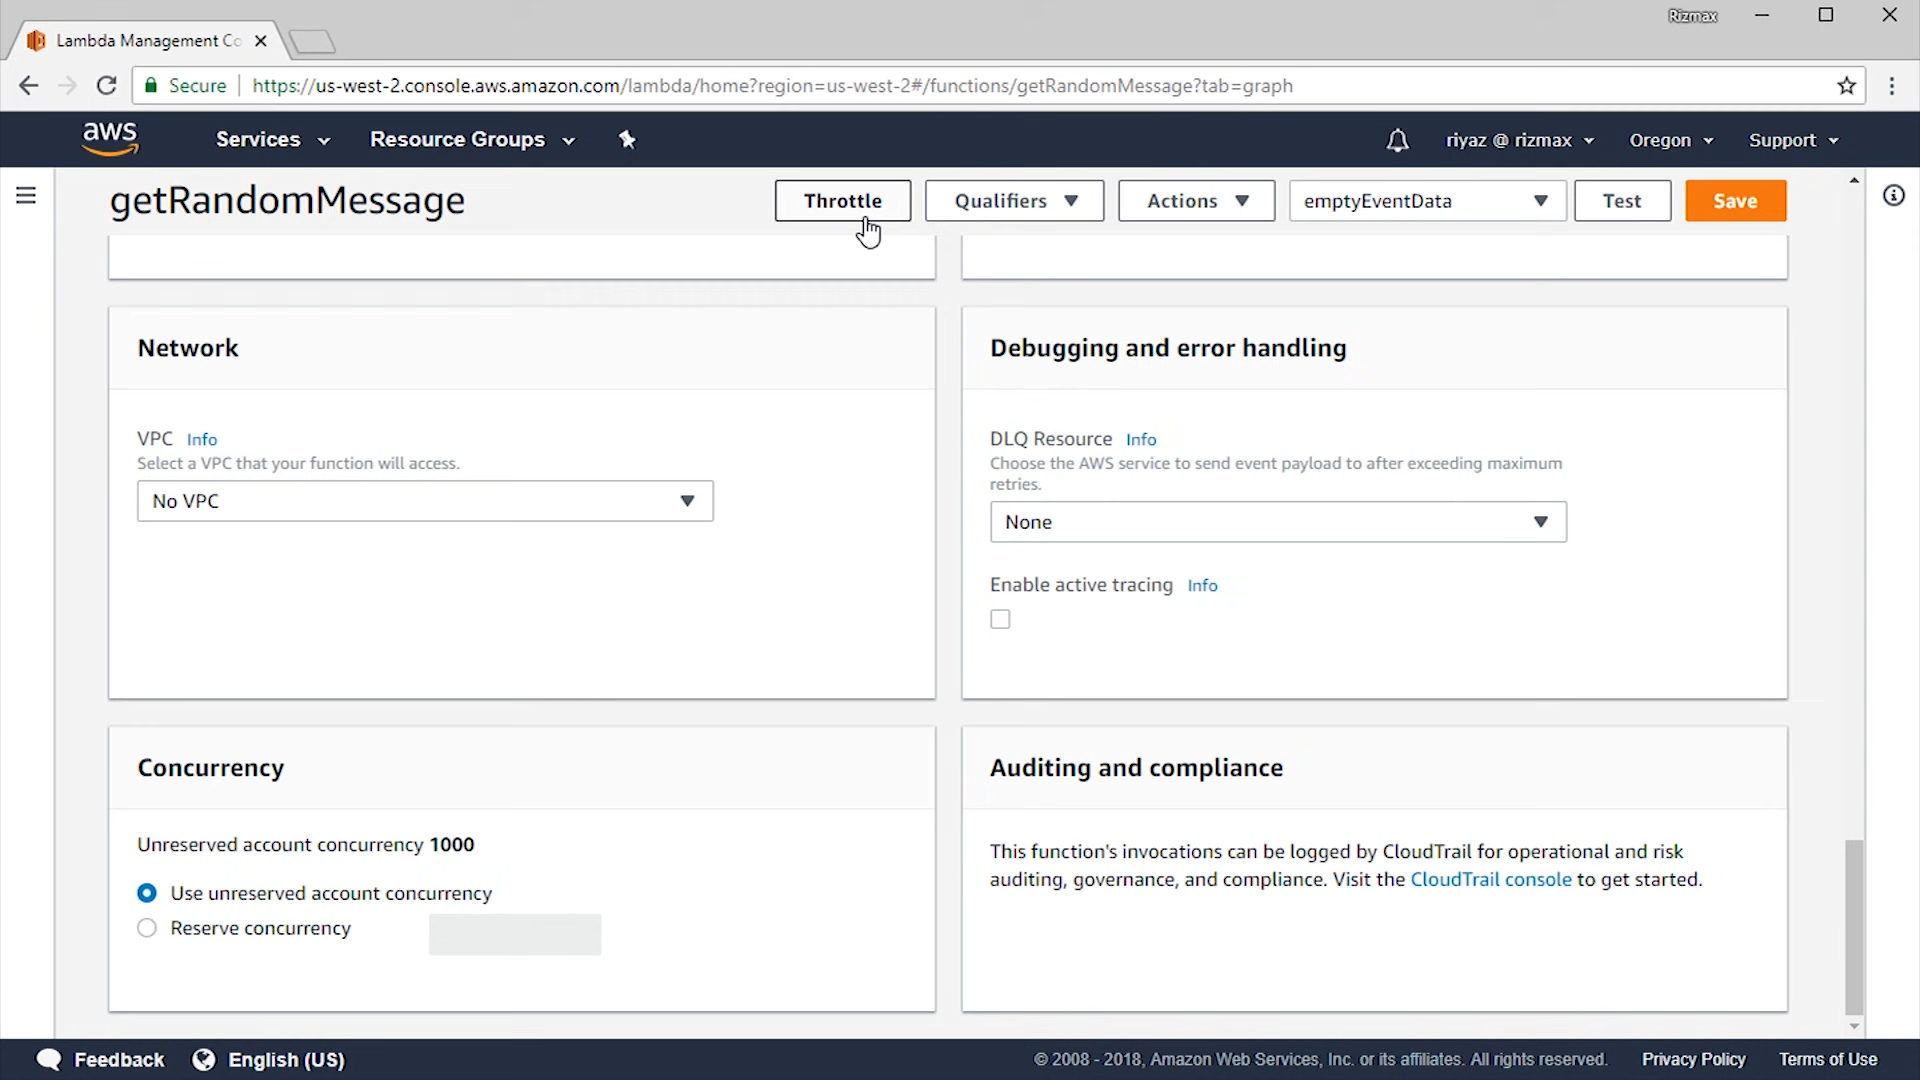 Rizmax
Lambda Management Co
Secure
https://us-west-2.console.aws.amazon.com/lambda/home?region=us-west-2#/functions/getRandomMessage?tab=graph
aws
Services
Resource Groups
riyaz @ rizmax
Oregon
Support
getRandomMessage
Throttle
Qualifiers
Actions
emptyEventData
Test
Save
Network
VPC Info
Select a VPC that your function will access.
No VPC
Debugging and error handling
DLQ Resource Info
Choose the AWS service to send event payload to after exceeding maximum
retries.
None
Enable active tracing Info
Concurrency
Unreserved account concurrency 1000
Use unreserved account concurrency
Reserve concurrency
Auditing and compliance
This function's invocations can be logged by CloudTrail for operational and risk
auditing, governance, and compliance. Visit the CloudTrail console to get started.
Feedback
English (US)
© 2008 - 2018, Amazon Web Services, Inc. or its affiliates. All rights reserved.
Privacy Policy
Terms of Use